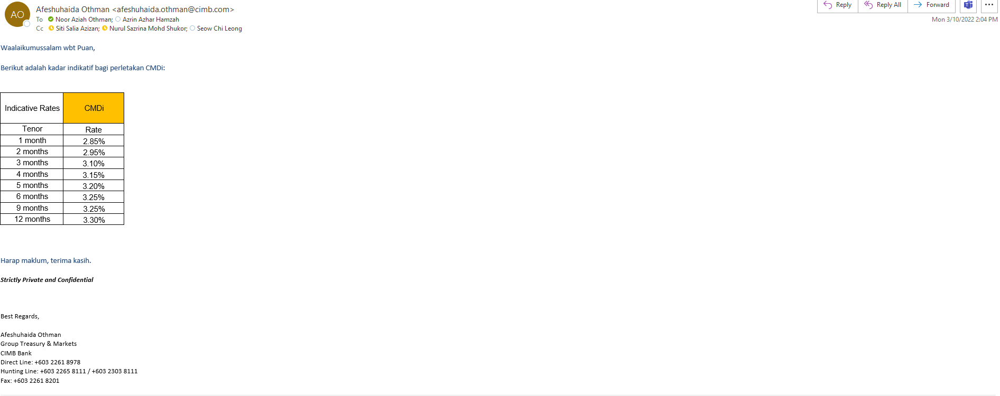 AO
Afeshuhaida Othman <afeshuhaida.othman@cimb.com>
To Noor Aziah Othman; Azrin Azhar Hamzah
Cc Siti Salia Azizan; Nurul Sazrina Mohd Shukor; Seow Chi Leong
Reply Reply All Forward
Mon 3/10/2022 2:04 PM
Waalaikumussalam wbt Puan,
Berikut adalah kadar indikatif bagi perletakan CMDi:
Indicative Rates CMDi
Tenor Rate
1 month 2.85%
2 months 2.95%
3 months 3.10%
4 months 3.15%
5 months 3.20%
6 months 3.25%
9 months 3.25%
12 months 3.30%
Harap maklum, terima kasih.
Strictly Private and Confidential
Best Regards,
Afeshuhaida Othman
Group Treasury & Markets
CIMB Bank
Direct Line: +603 2261 8978
Hunting Line: +603 2265 8111 / +603 2303 8111
Fax: +603 2261 8201